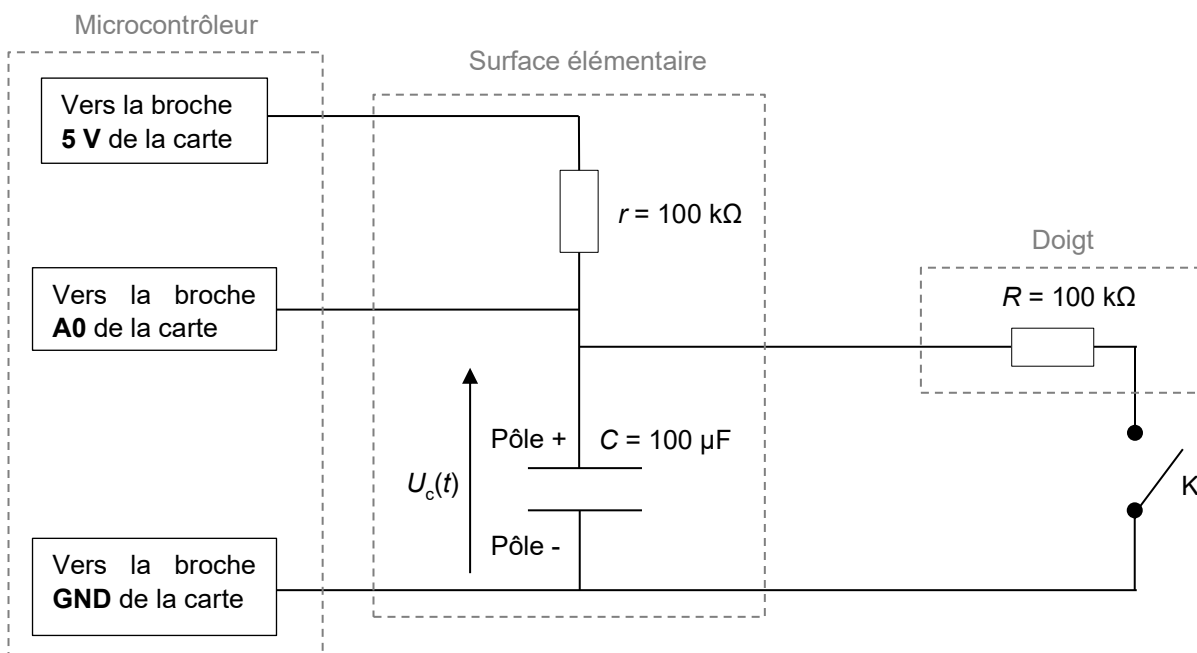 Microcontrôleur
Surface élémentaire
Vers la broche
5 V de la carte
r = 100 kΩ
Doigt
R = 100 kΩ
Vers la broche
A0 de la carte
Pôle +
C = 100 µF
Uc(t)
K
Pôle -
Vers la broche
GND de la carte